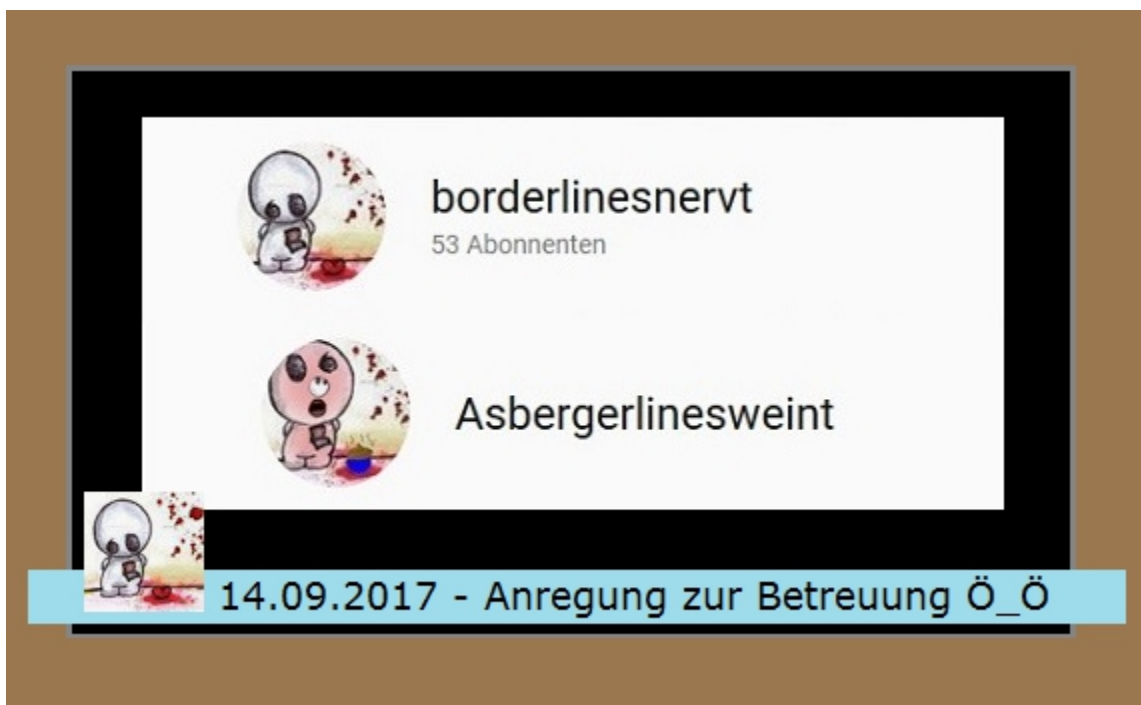 borderlinesnervt
53 Abonnenten
Asbergerlinesweint
14.09.2017 - Anregung zur Betreuung Ö_Ö